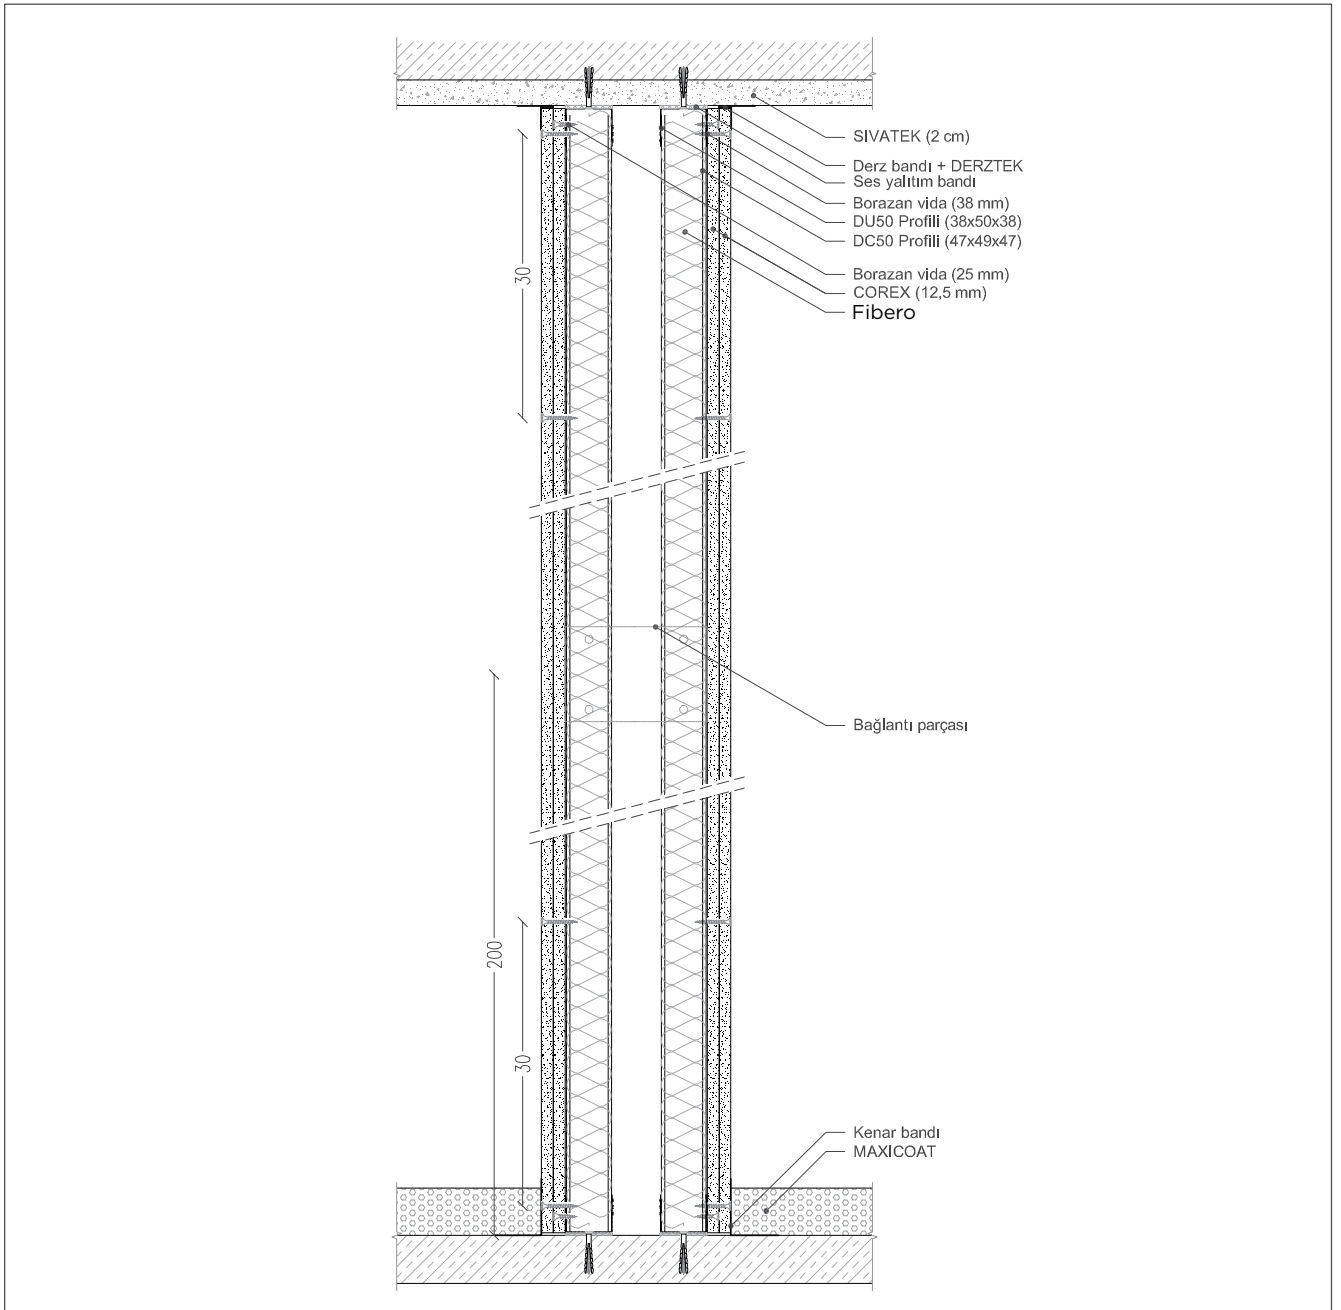 SIVATEK (2 cm)
Derz bandı + DERZTEK
Ses yalıtım bandı
Borazan vida (38 mm)
DU50 Profili (38x50x38)
DC50 Profili (47x49x47)
Borazan vida (25 mm)
COREX (12,5 mm)
Fibero
30
Bağlantı parçası
200
30
Kenar bandı
MAXICOAT